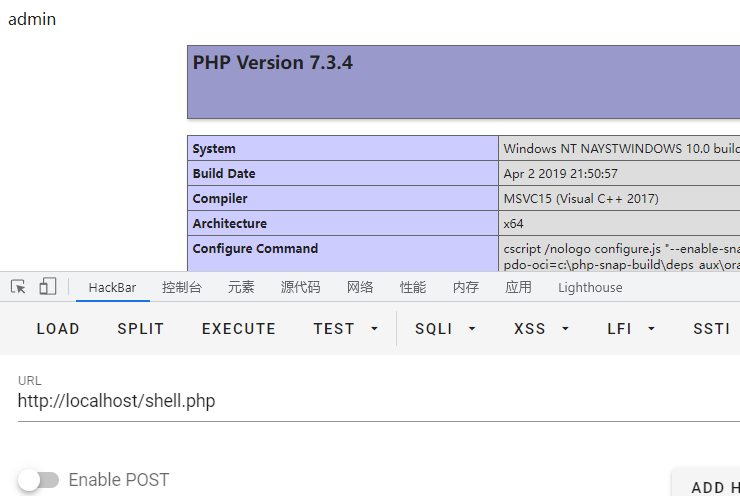 admin
PHP Version 7.3.4
System Windows NT NAYSTWINDOWS 10.0 build
Build Date Apr 2 2019 21:50:57
Compiler MSVC15 (Visual C++ 2017)
Architecture x64
Configure Command cscript /nologo configure.js "--enable-sna
pdo-oci=c:\php-snap-build\deps_aux\ora
HackBar 控制台 元素 源代码 网络 性能 内存 应用 Lighthouse
LOAD SPLIT EXECUTE TEST SQLI XSS LFI SSTI
URL
http://localhost/shell.php
Enable POST
ADD H